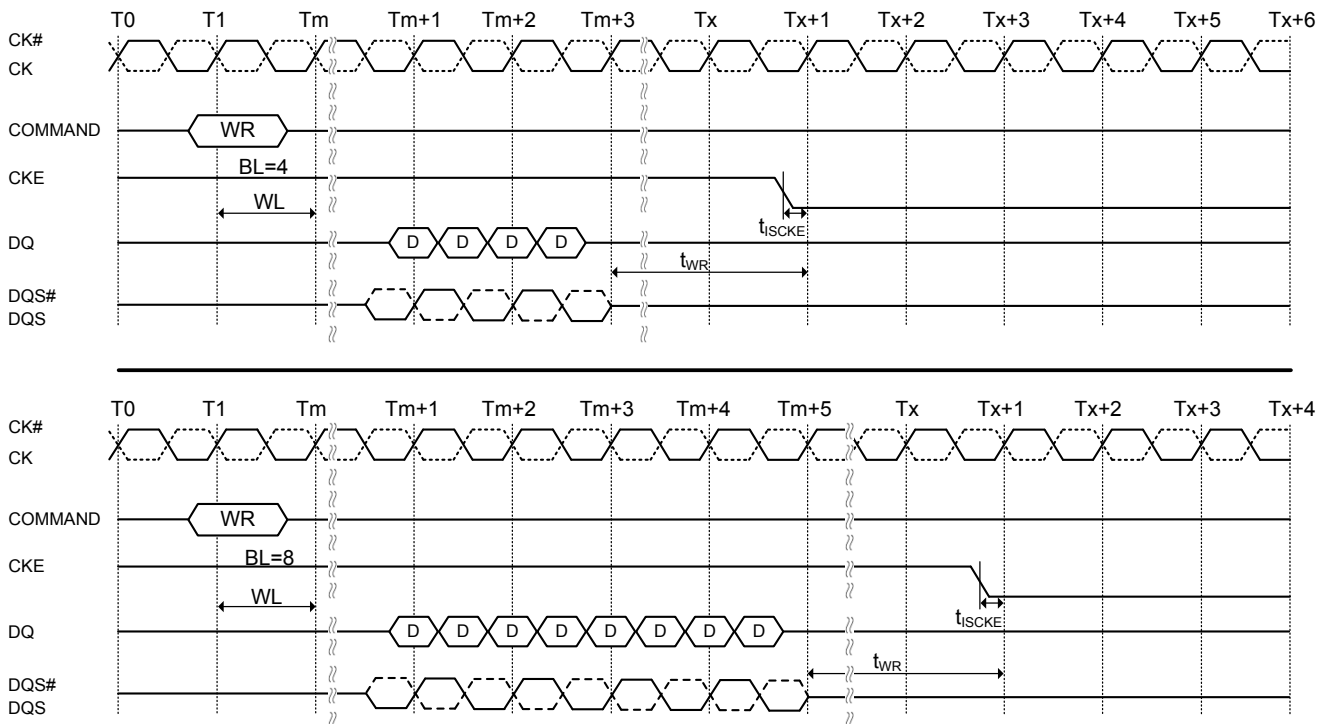 T0 T1 Tm Tm+1 Tm+2 Tm+3 Tx Tx+1 Tx+2 Tx+3 Tx+4 Tx+5 Tx+6
CK#
CK
COMMAND WR
BL=4
CKE
WL
tISCKE
DQ D D D D
tWR
DQS#
DQS
T0 T1 Tm Tm+1 Tm+2 Tm+3 Tm+4 Tm+5 Tx Tx+1 Tx+2 Tx+3 Tx+4
CK#
CK
COMMAND WR
BL=8
CKE
WL
tISCKE
DQ D D D D D D D D
tWR
DQS#
DQS